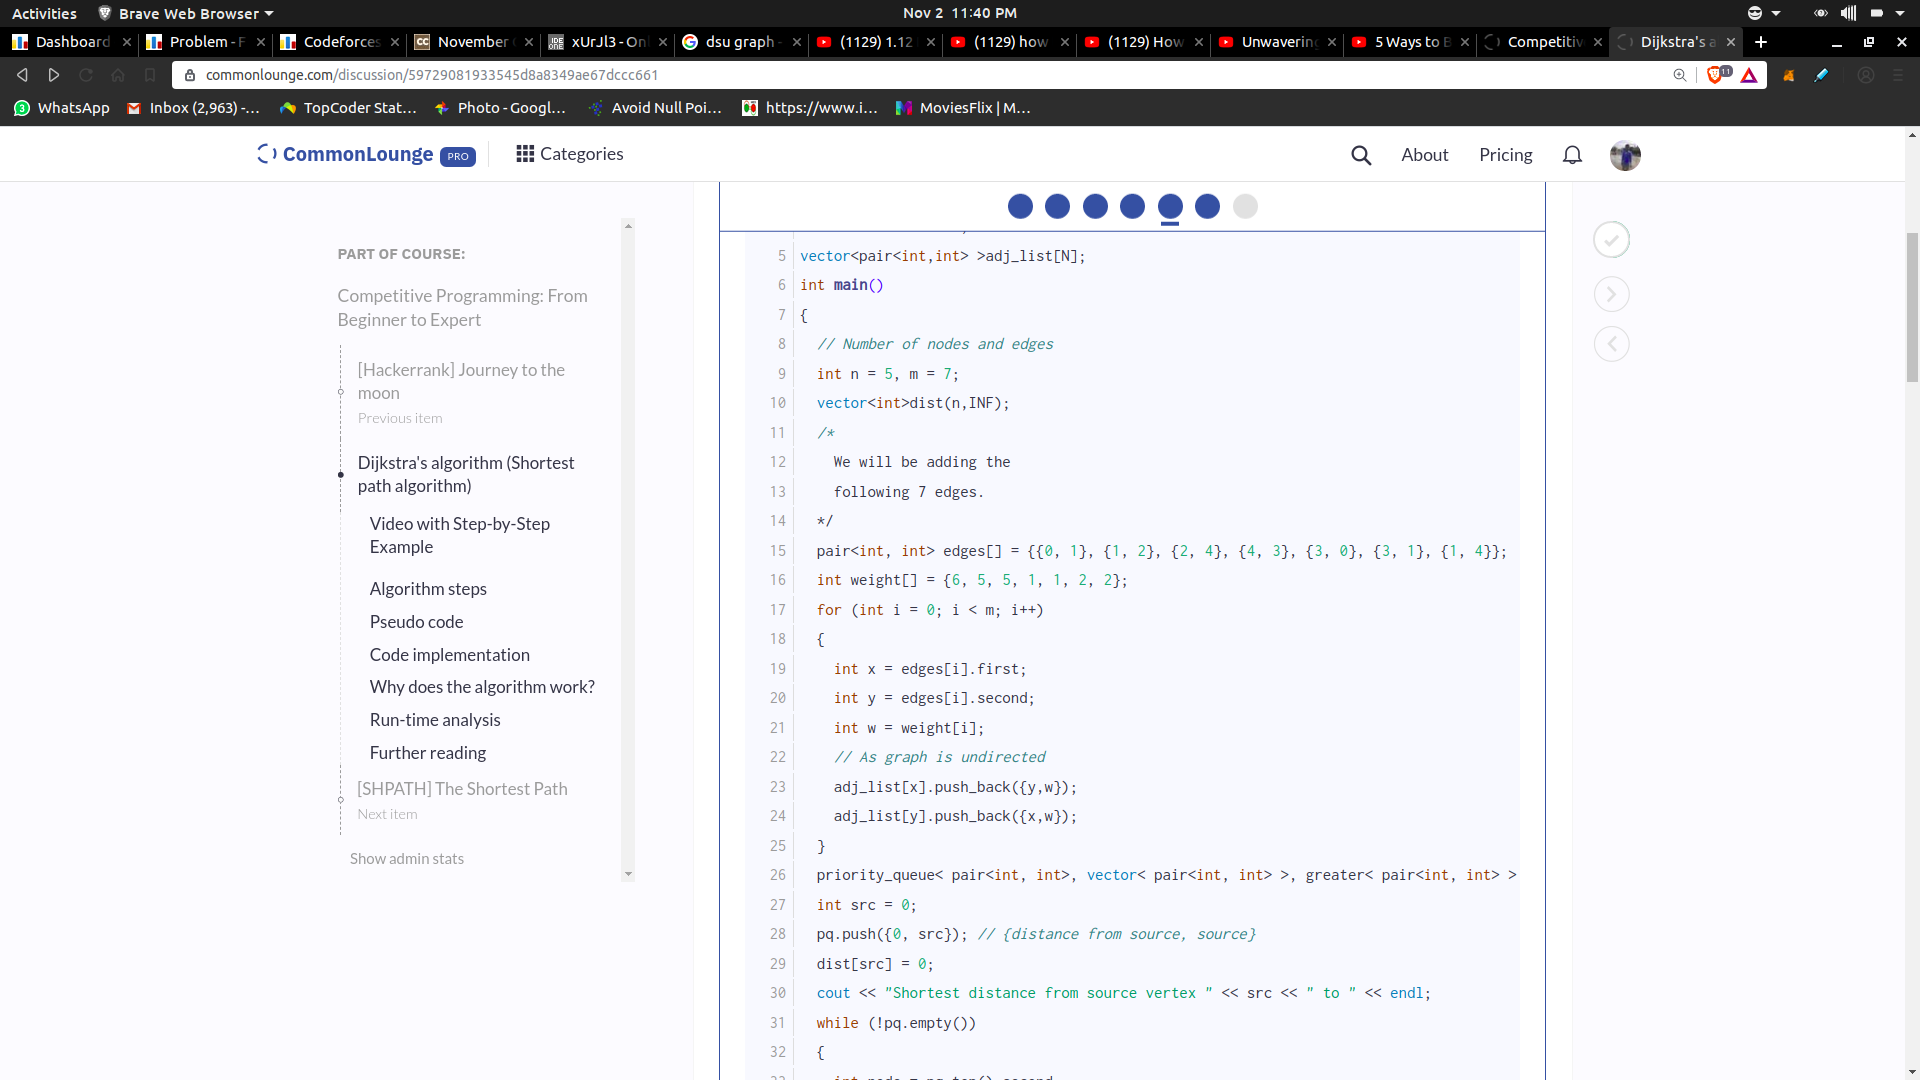 Activities Brave Web Browser Nov 2 11:40 PM
Dashboard Problem - F Codeforces November xUrJl3 - Onl dsu graph - (1129) 1.12 (1129) how (1129) How Unwavering 5 Ways to B Competitiv Dijkstra's a
commonlounge.com/discussion/59729081933545d8a8349ae67dccc661 11
WhatsApp Inbox (2,963) -... TopCoder Stat... Photo - Googl... Avoid Null Poi... https://www.i... MoviesFlix | M...
CommonLounge PRO Categories About Pricing
PART OF COURSE:
Competitive Programming: From
Beginner to Expert
[Hackerrank] Journey to the
moon
Previous item
Dijkstra's algorithm (Shortest
path algorithm)
Video with Step-by-Step
Example
Algorithm steps
Pseudo code
Code implementation
Why does the algorithm work?
Run-time analysis
Further reading
[SHPATH] The Shortest Path
Next item
Show admin stats
5 vector<pair<int,int> >adj_list[N];
6 int main()
7 {
8 // Number of nodes and edges
9 int n = 5, m = 7;
10 vector<int>dist(n,INF);
11 /*
12 We will be adding the
13 following 7 edges.
14 */
15 pair<int, int> edges[] = {{0, 1}, {1, 2}, {2, 4}, {4, 3}, {3, 0}, {3, 1}, {1, 4}};
16 int weight[] = {6, 5, 5, 1, 1, 2, 2};
17 for (int i = 0; i < m; i++)
18 {
19 int x = edges[i].first;
20 int y = edges[i].second;
21 int w = weight[i];
22 // As graph is undirected
23 adj_list[x].push_back({y,w});
24 adj_list[y].push_back({x,w});
25 }
26 priority_queue< pair<int, int>, vector< pair<int, int> >, greater< pair<int, int> >
27 int src = 0;
28 pq.push({0, src}); // {distance from source, source}
29 dist[src] = 0;
30 cout << "Shortest distance from source vertex " << src << " to " << endl;
31 while (!pq.empty())
32 {